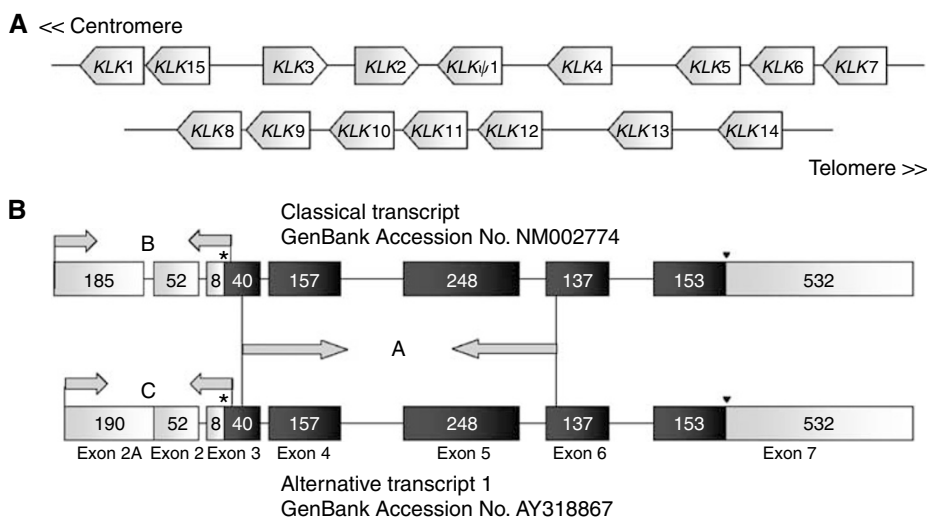 A << Centromere
KLK1 KLK15 KLK3 KLK2 KLKψ1 KLK4 KLK5 KLK6 KLK7
KLK8 KLK9 KLK10 KLK11 KLK12 KLK13 KLK14
Telomere >>
B
Classical transcript
GenBank Accession No. NM002774
B
*
185 52 8 40 157 248 137 153 532
A
C
*
190 52 8 40 157 248 137 153 532
Exon 2A Exon 2 Exon 3 Exon 4 Exon 5 Exon 6 Exon 7
Alternative transcript 1
GenBank Accession No. AY318867